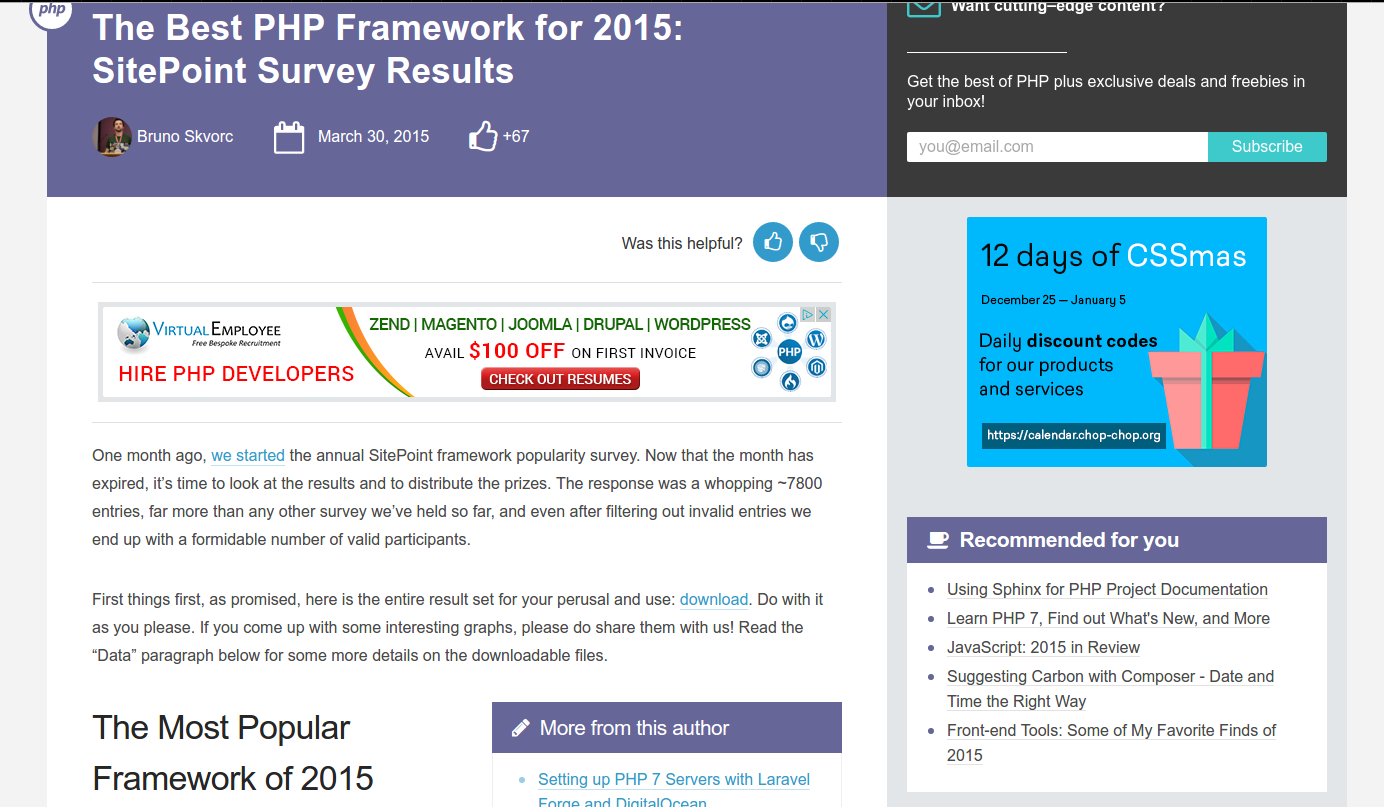 php
The Best PHP Framework for 2015:
SitePoint Survey Results
Bruno Skvorc
March 30, 2015
+67
Want cutting–edge content?
Get the best of PHP plus exclusive deals and freebies in
your inbox!
you@email.com
Subscribe
Was this helpful?
VIRTUALEMPLOYEE
Free Bespoke Recruitment
HIRE PHP DEVELOPERS
ZEND | MAGENTO | JOOMLA | DRUPAL | WORDPRESS
AVAIL $100 OFF ON FIRST INVOICE
CHECK OUT RESUMES
PHP
One month ago, we started the annual SitePoint framework popularity survey. Now that the month has
expired, it’s time to look at the results and to distribute the prizes. The response was a whopping ~7800
entries, far more than any other survey we’ve held so far, and even after filtering out invalid entries we
end up with a formidable number of valid participants.
First things first, as promised, here is the entire result set for your perusal and use: download. Do with it
as you please. If you come up with some interesting graphs, please do share them with us! Read the
“Data” paragraph below for some more details on the downloadable files.
The Most Popular
Framework of 2015
More from this author
Setting up PHP 7 Servers with Laravel
Forge and DigitalOcean
12 days of CSSmas
December 25 — January 5
Daily discount codes
for our products
and services
https://calendar.chop-chop.org
Recommended for you
Using Sphinx for PHP Project Documentation
Learn PHP 7, Find out What's New, and More
JavaScript: 2015 in Review
Suggesting Carbon with Composer - Date and
Time the Right Way
Front-end Tools: Some of My Favorite Finds of
2015